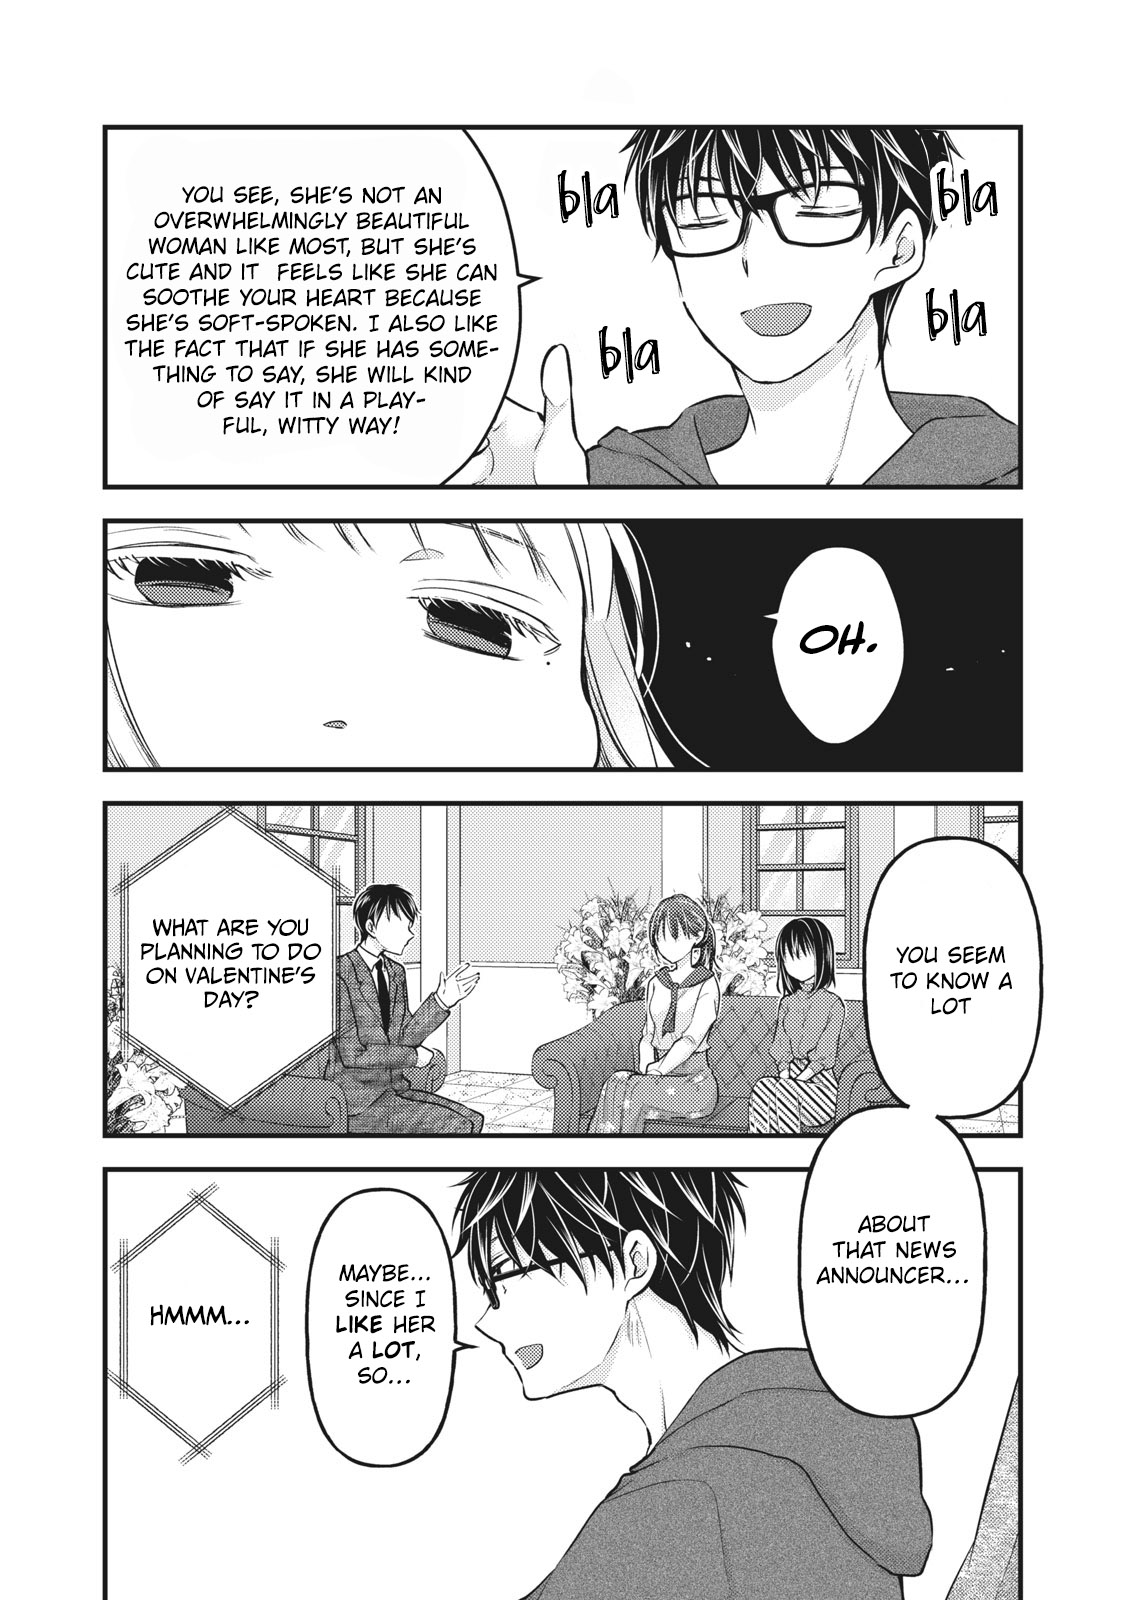 bla
bla
bla
bla
YOU SEE, SHE'S NOT AN
OVERWHELMINGLY BEAUTIFUL
WOMAN LIKE MOST, BUT SHE'S
CUTE AND IT FEELS LIKE SHE CAN
SOOTHE YOUR HEART BECAUSE
SHE'S SOFT-SPOKEN. I ALSO LIKE
THE FACT THAT IF SHE HAS SOME-
THING TO SAY, SHE WILL KIND
OF SAY IT IN A PLAY-
FUL, WITTY WAY!
OH.
YOU SEEM
TO KNOW A
LOT
WHAT ARE YOU
PLANNING TO DO
ON VALENTINE'S
DAY?
ABOUT
THAT NEWS
ANNOUNCER...
MAYBE...
SINCE I
LIKE HER
A LOT,
SO...
HMMM...